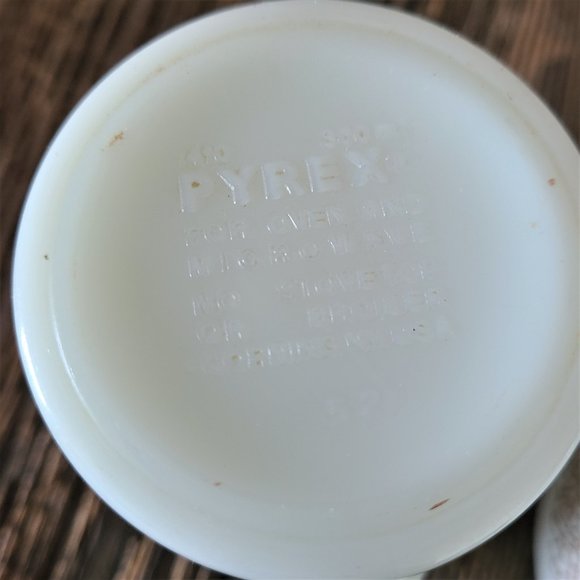 PYREX
FOR OVEN AND
MICROWAVE
NO STOVETOP
OR BROILER
CORNING N.Y. USA